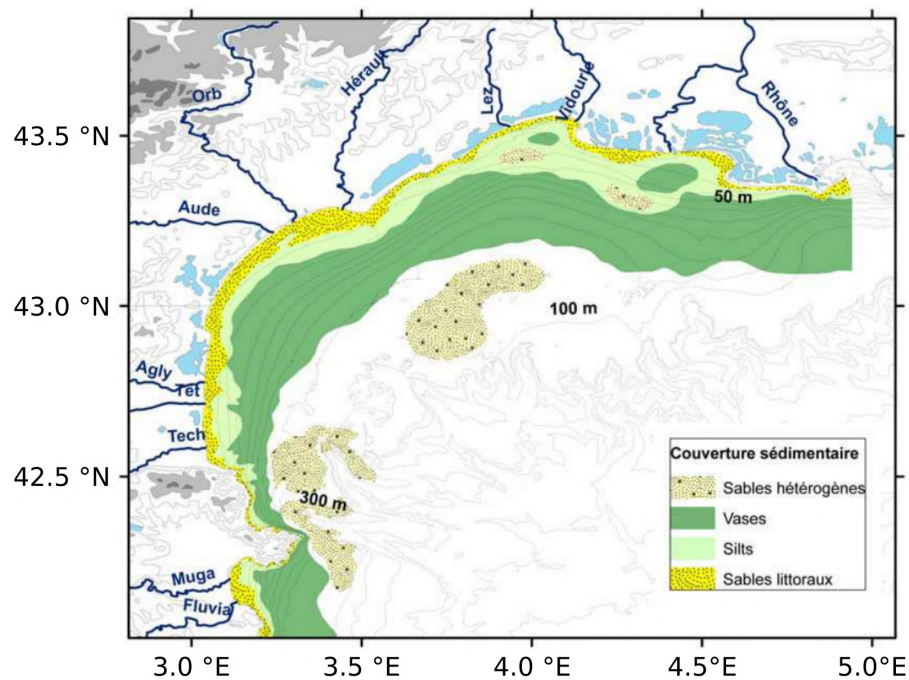 Orb
Hérault
Lez
Vidourle
Rhône
43.5 °N
Aude
50 m
43.0 °N
100 m
Agly
Tet
Tech
Couverture sédimentaire
42.5 °N
Sables hétérogènes
300 m
Vases
Silts
Muga
Sables littoraux
Fluvia
3.0 °E
3.5 °E
4.0 °E
4.5 °E
5.0 °E